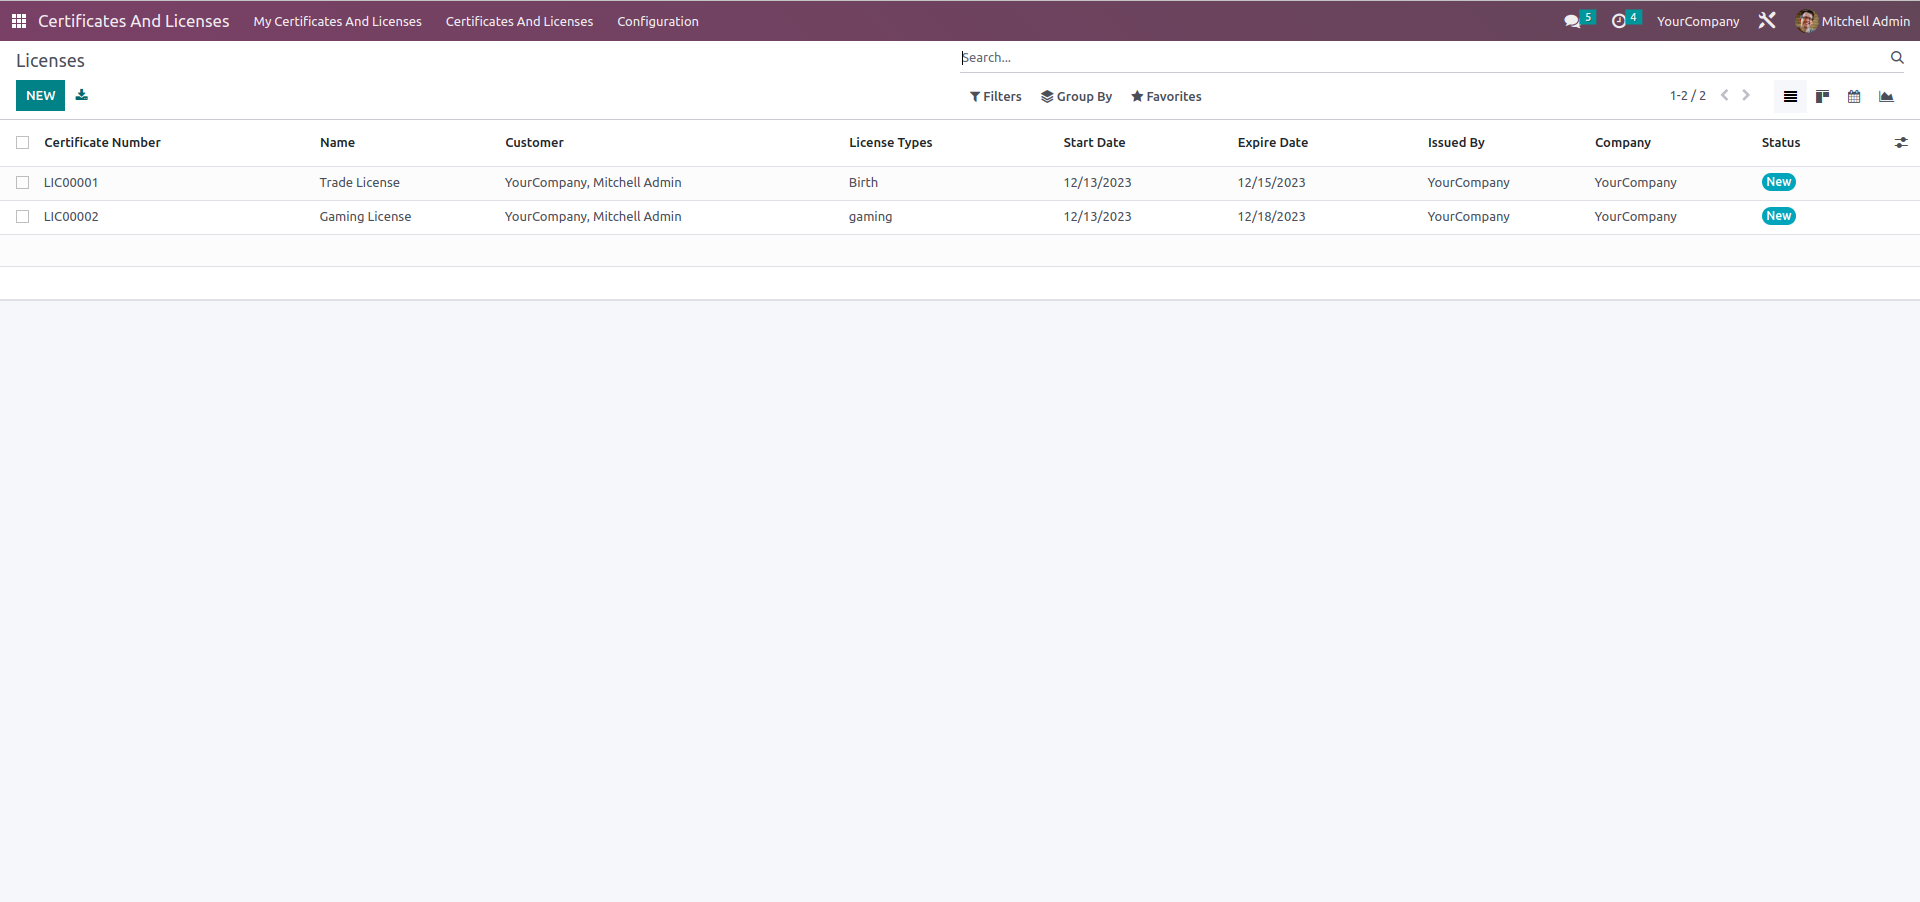 Certificates And Licenses My Certificates And Licenses Certificates And Licenses Configuration 5 4 YourCompany Mitchell Admin
Licenses Search...
NEW Filters Group By Favorites 1-2 / 2
Certificate Number Name Customer License Types Start Date Expire Date Issued By Company Status
LIC00001 Trade License YourCompany, Mitchell Admin Birth 12/13/2023 12/15/2023 YourCompany YourCompany New
LIC00002 Gaming License YourCompany, Mitchell Admin gaming 12/13/2023 12/18/2023 YourCompany YourCompany New